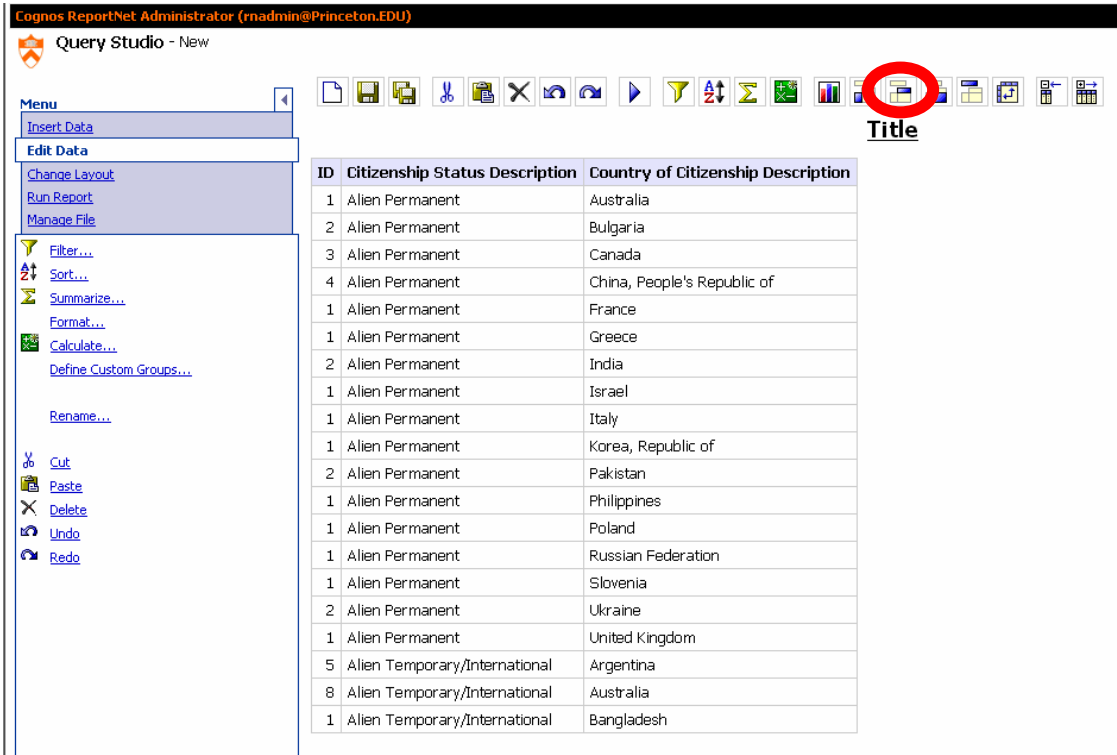 Cognos ReportNet Administrator (rnadmin@Princeton.EDU)
Query Studio - New
Menu
Insert Data
Edit Data
Change Layout
Run Report
Manage File
Filter...
Sort...
Summarize...
Format...
Calculate...
Define Custom Groups...
Rename...
Cut
Paste
Delete
Undo
Redo
Title
ID Citizenship Status Description Country of Citizenship Description
1 Alien Permanent Australia
2 Alien Permanent Bulgaria
3 Alien Permanent Canada
4 Alien Permanent China, People's Republic of
1 Alien Permanent France
1 Alien Permanent Greece
2 Alien Permanent India
1 Alien Permanent Israel
1 Alien Permanent Italy
1 Alien Permanent Korea, Republic of
2 Alien Permanent Pakistan
1 Alien Permanent Philippines
1 Alien Permanent Poland
1 Alien Permanent Russian Federation
1 Alien Permanent Slovenia
2 Alien Permanent Ukraine
1 Alien Permanent United Kingdom
5 Alien Temporary/International Argentina
8 Alien Temporary/International Australia
1 Alien Temporary/International Bangladesh